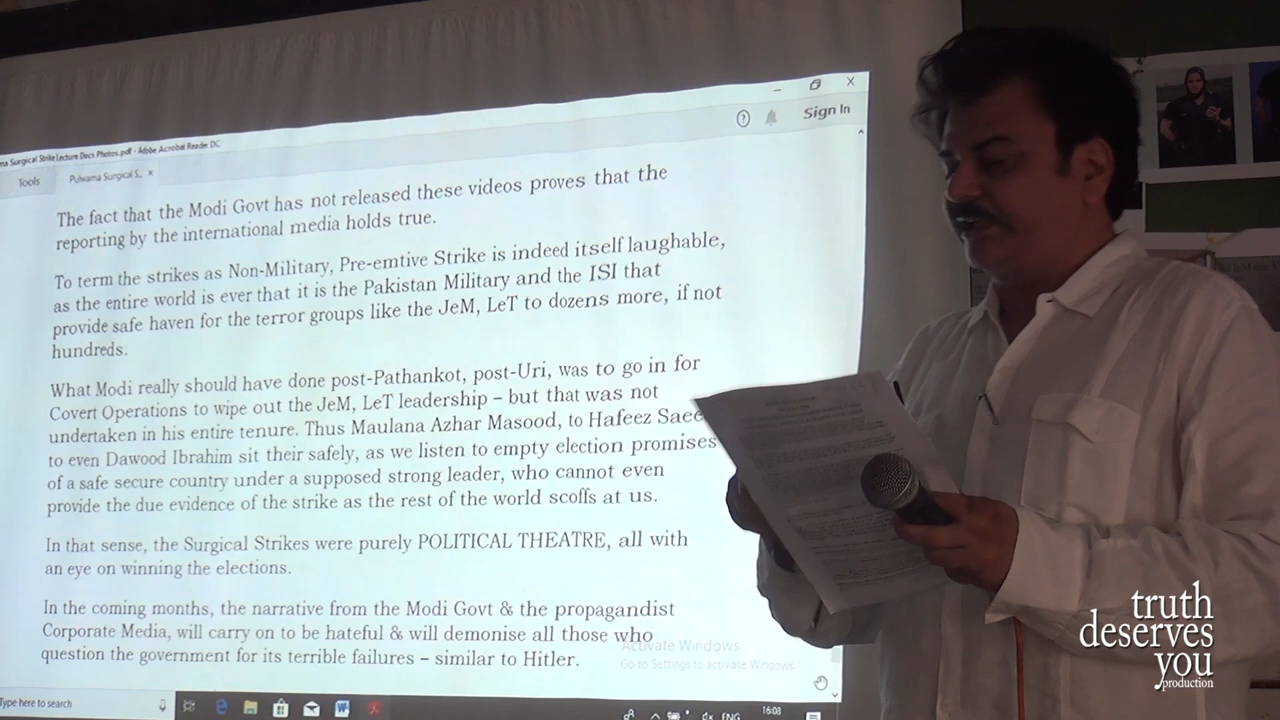 Sign In
ma Surgical Strike Lecture Docs Photos.pdf - Adobe Acrobat Reader DC
Tools
Pulwama Surgical S...
The fact that the Modi Govt has not released these videos proves that the
reporting by the international media holds true.
To term the strikes as Non-Military, Pre-emtive Strike is indeed itself laughable,
as the entire world is ever that it is the Pakistan Military and the ISI that
provide safe haven for the terror groups like the JeM, LeT to dozens more, if not
hundreds.
What Modi really should have done post-Pathankot, post-Uri, was to go in for
Covert Operations to wipe out the JeM, LeT leadership – but that was not
undertaken in his entire tenure. Thus Maulana Azhar Masood, to Hafeez Saee
to even Dawood Ibrahim sit their safely, as we listen to empty election promises
of a safe secure country under a supposed strong leader, who cannot even
provide the due evidence of the strike as the rest of the world scoffs at us.
In that sense, the Surgical Strikes were purely POLITICAL THEATRE, all with
an eye on winning the elections.
In the coming months, the narrative from the Modi Govt & the propagandist
Corporate Media, will carry on to be hateful & will demonise all those who
question the government for its terrible failures – similar to Hitler.
Activate Windows
Go to Settings to activate Windows.
Type here to search
ENG
16:08
truth
deserves
you
production